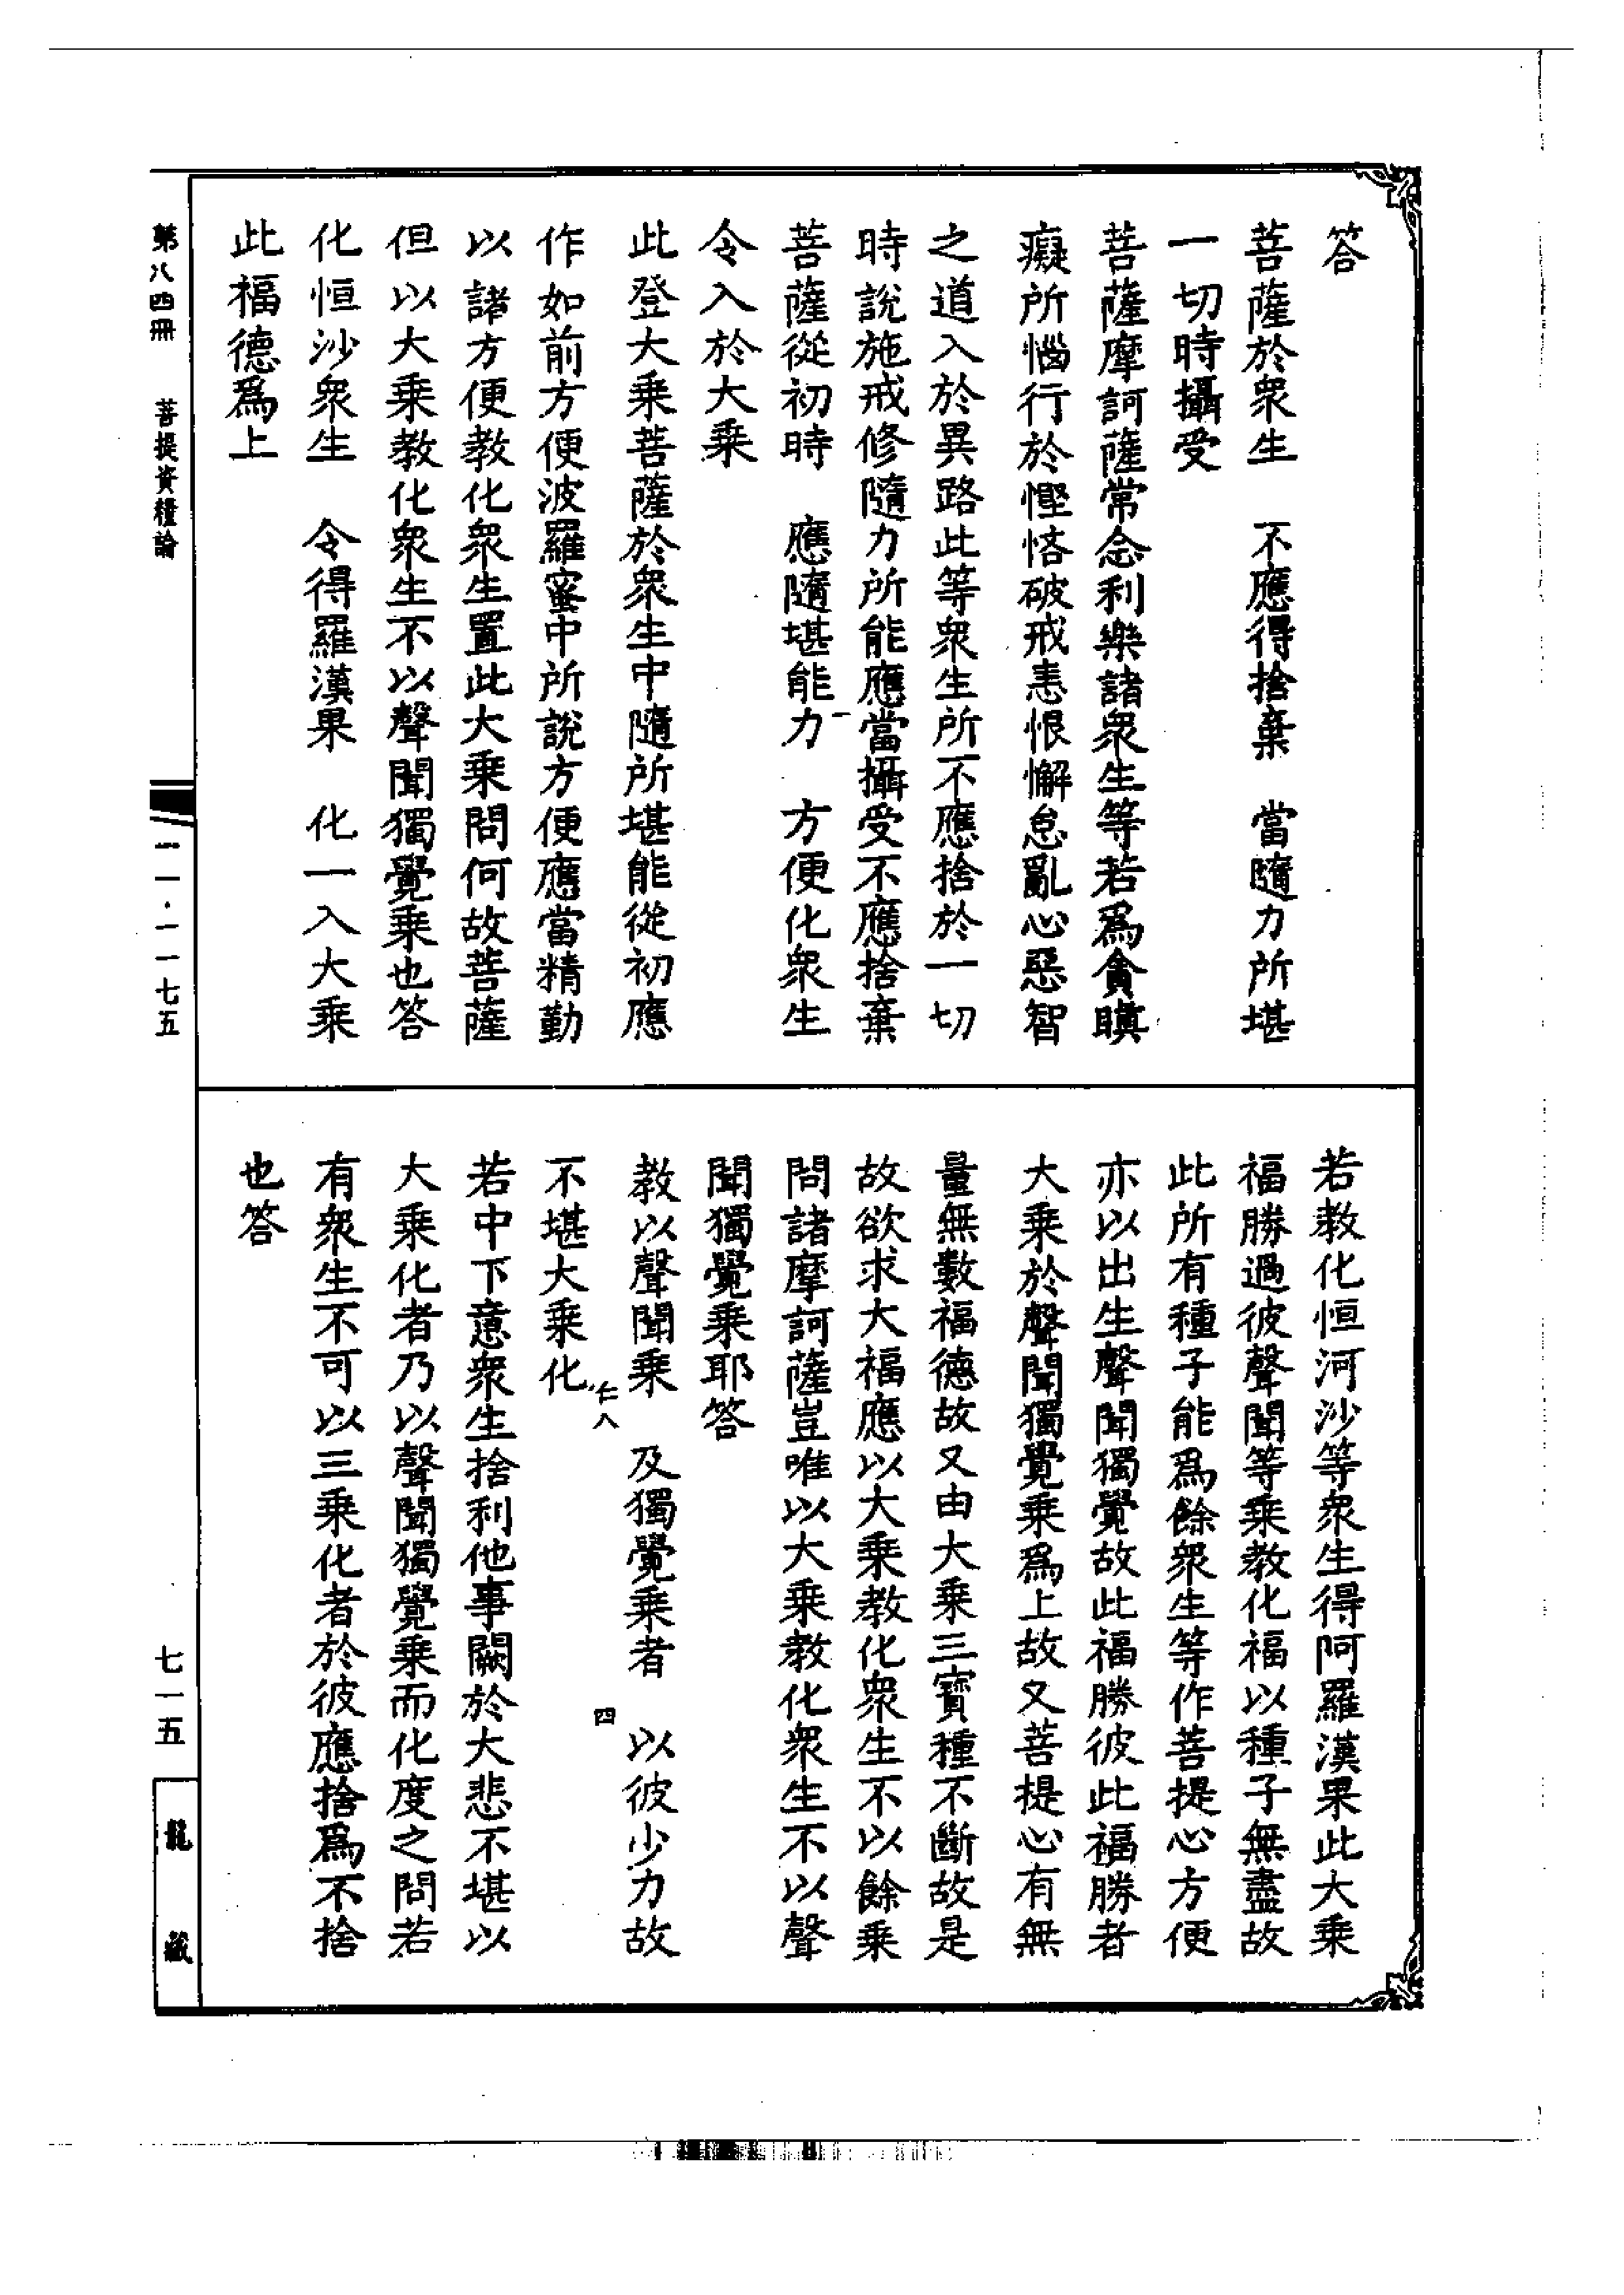 答
菩薩於衆生　不應得捨棄　當隨力所堪
一切時攝受
菩薩摩訶薩常念利樂諸衆生等若爲貪瞋
癡所惱行於慳悋破戒恚恨懈怠亂心惡智
之道入於異路此等衆生所不應捨於一切
時說施戒修隨力所能應當攝受不應捨棄
菩薩從初時　應隨堪能力　方便化衆生
令入於大乘
此登大乘菩薩於衆生中隨所堪能從初應
作如前方便波羅蜜中所說方便應當精勤
以諸方便教化衆生置此大乘問何故菩薩
但以大乘教化衆生不以聲聞獨覺乘也答
化恒沙衆生　令得羅漢果　化一入大乘
此福德爲上
若教化恒河沙等衆生得阿羅漢果此大乘
福勝過彼聲聞等乘教化福以種子無盡故
此所有種子能爲餘衆生等作菩提心方便
亦以出生聲聞獨覺故此福勝彼此福勝者
大乘於聲聞獨覺乘爲上故又菩提心有無
量無數福德故又由大乘三寶種不斷故是
故欲求大福應以大乘教化衆生不以餘乘
問諸摩訶薩豈唯以大乘教化衆生不以聲
聞獨覺乘耶答
教以聲聞乘　及獨覺乘者　以彼少力故
八　四
不堪大乘化
若中下意衆生捨利他事闕於大悲不堪以
大乘化者乃以聲聞獨覺乘而化度之問若
有衆生不可以三乘化者於彼應捨爲不捨
也答
第八四冊　菩提資糧論
一一·一一七五
七一五
龍藏